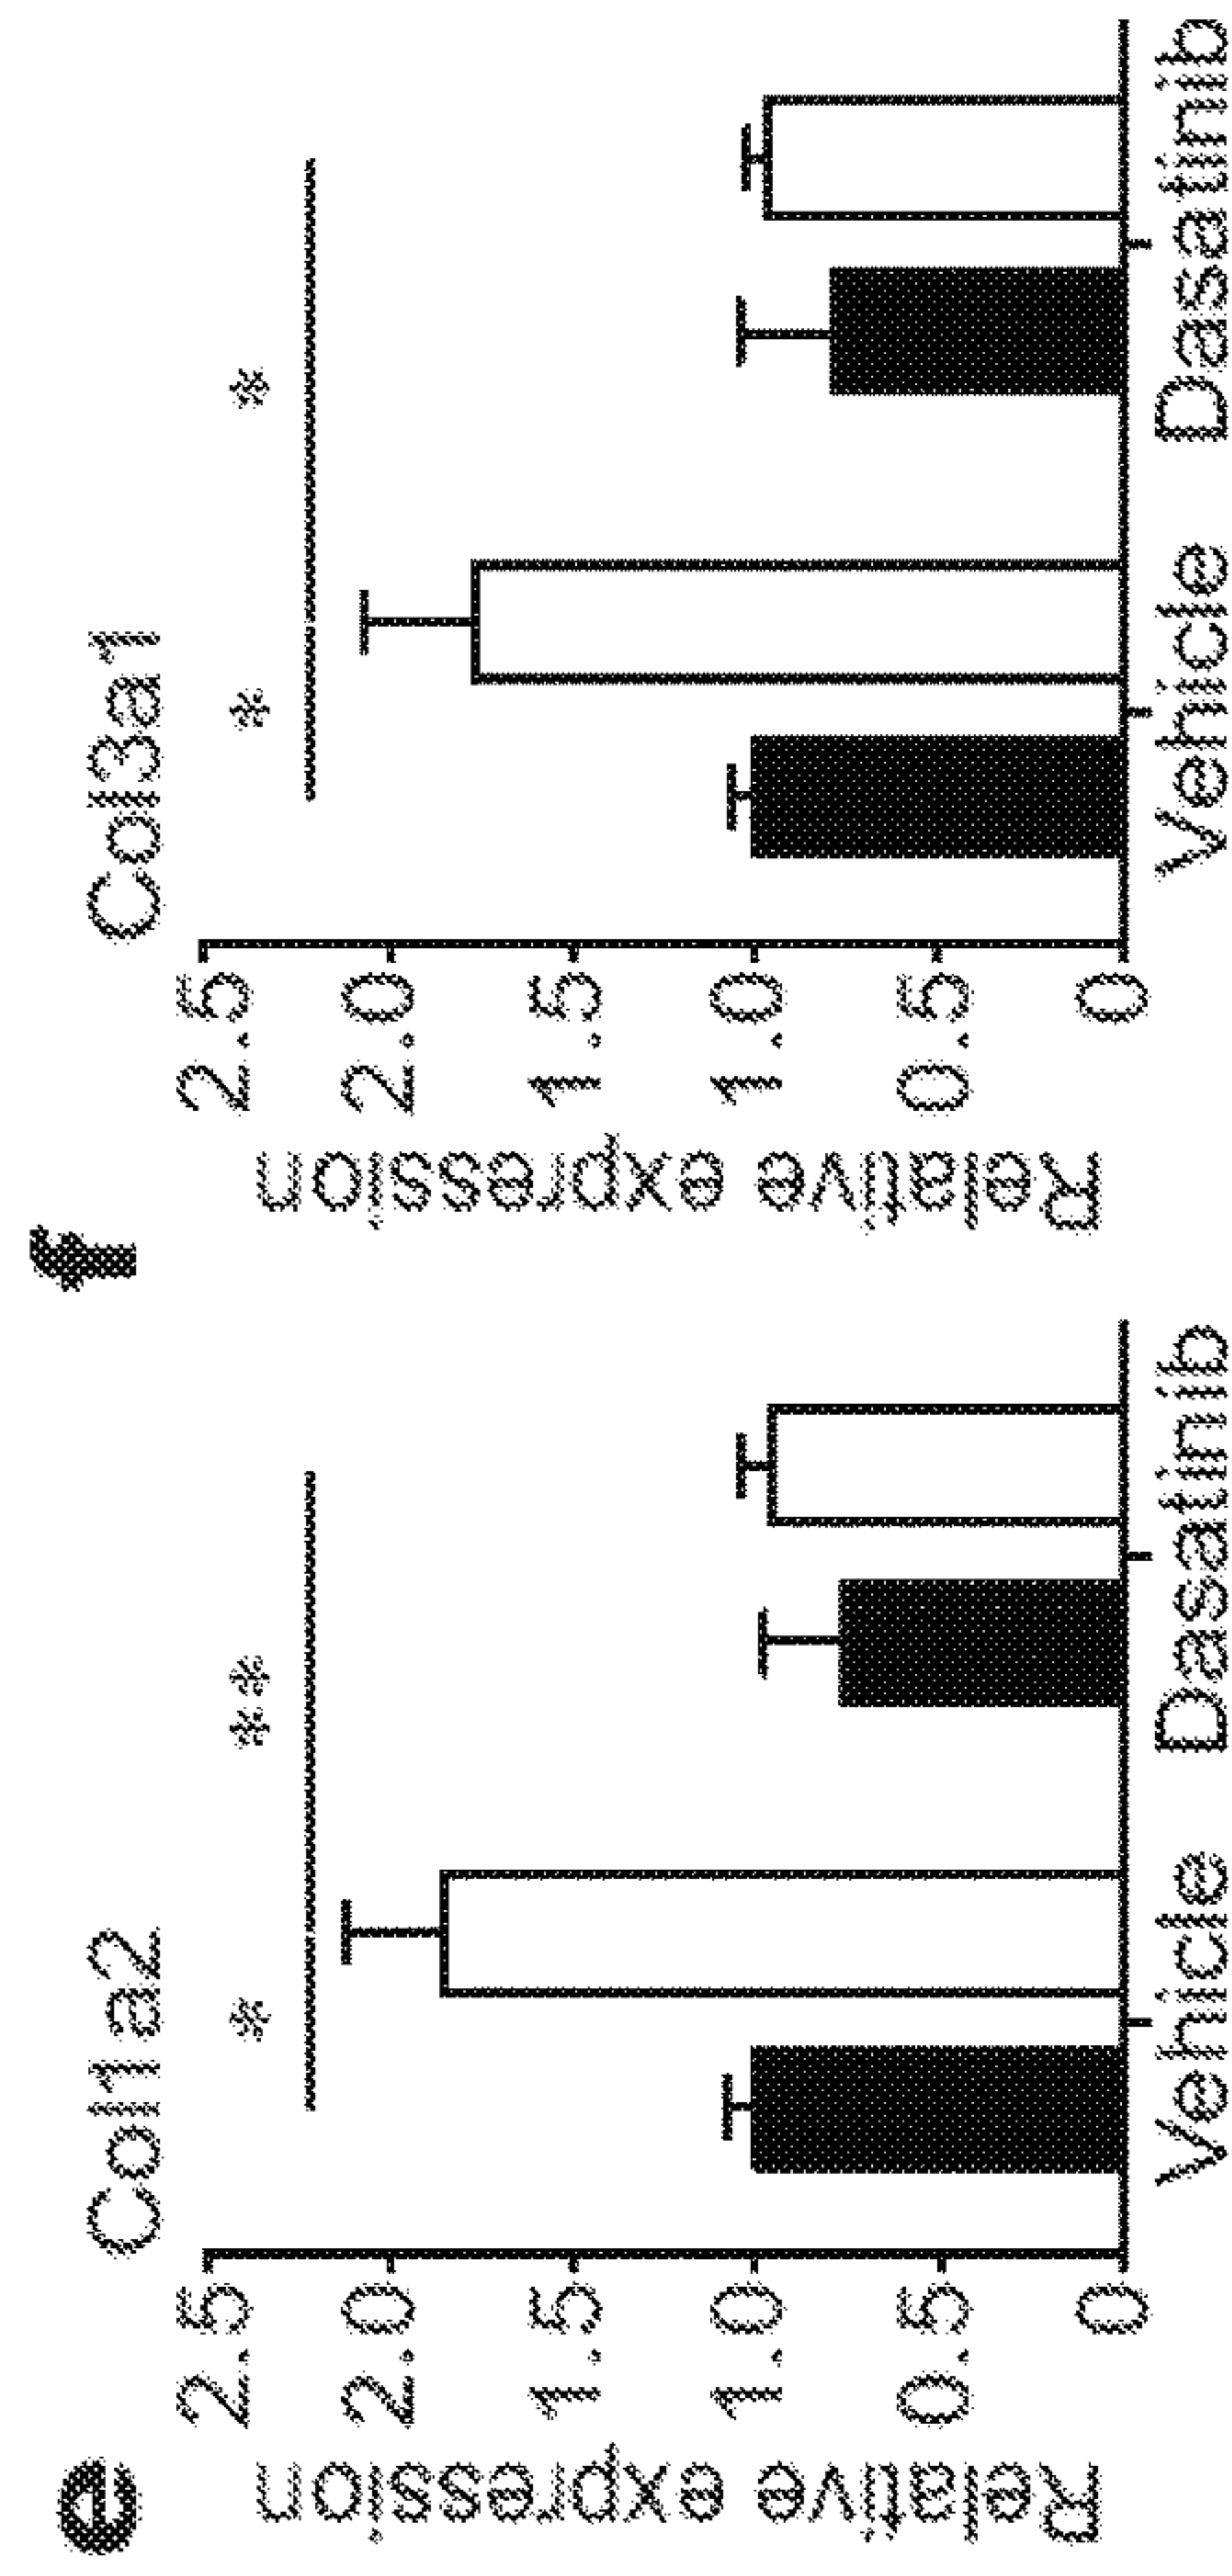 e
Col1a2
Relative expression
2.5
2.0
1.5
1.0
0.5
0
* **
Vehicle Dasatinib
f
Col3a1
Relative expression
2.5
2.0
1.5
1.0
0.5
0
* *
Vehicle Dasatinib